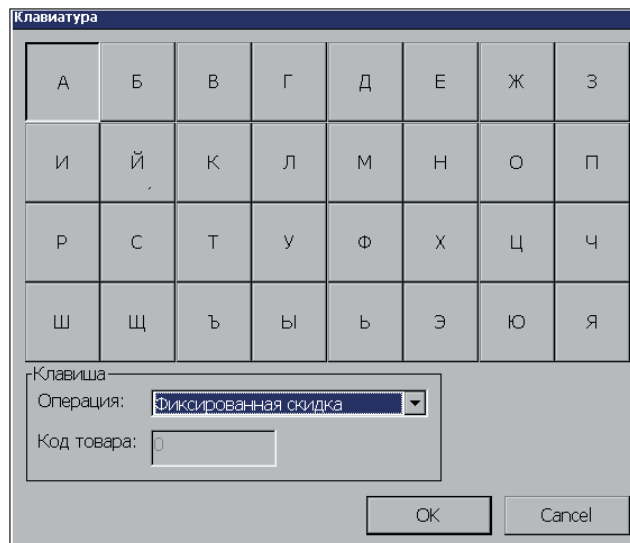 Клавиатура
А Б В Г Д Е Ж З
И Й К Л М Н О П
Р С Т У Ф Х Ц Ч
Ш Щ Ъ Ы Ь Э Ю Я
Клавиша
Операция: Фиксированная скидка
Код товара: 0
OK Cancel